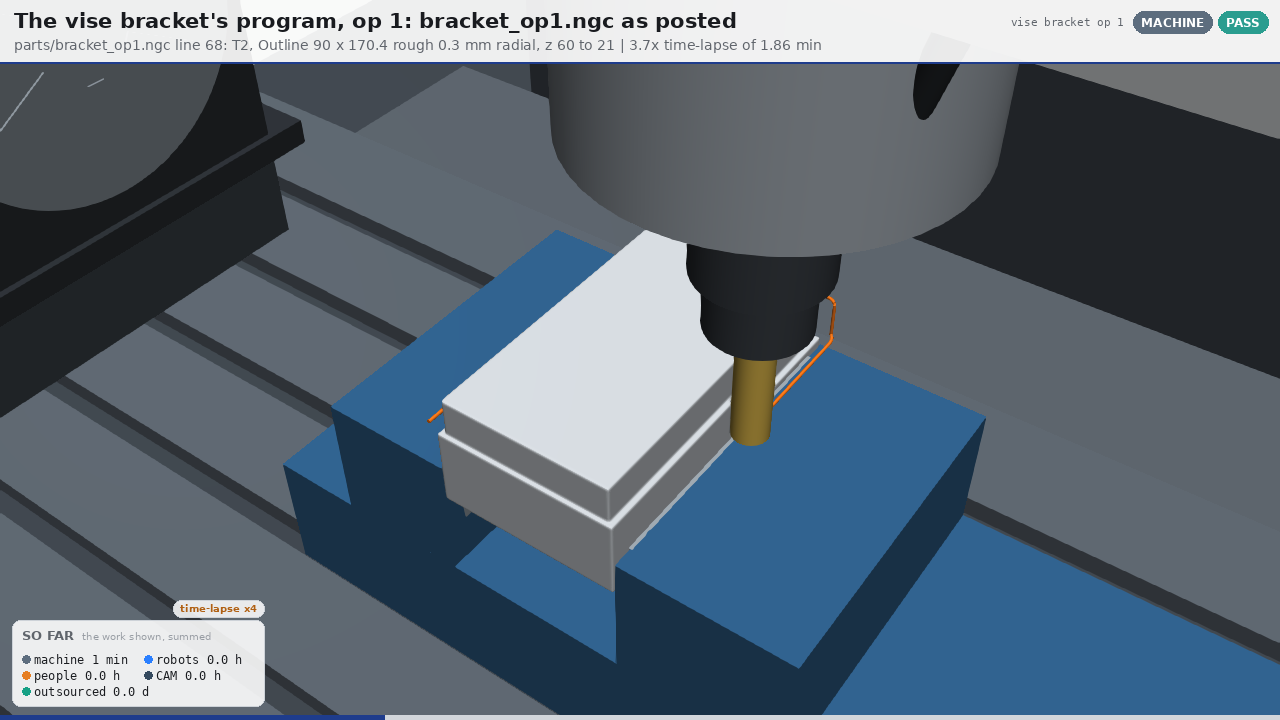 The vise bracket's program, op 1: bracket_op1.ngc as posted
parts/bracket_op1.ngc line 68: T2, Outline 90 x 170.4 rough 0.3 mm radial, z 60 to 21 | 3.7x time-lapse of 1.86 min
vise bracket op 1 MACHINE PASS
time-lapse x4
SO FAR the work shown, summed
machine 1 min robots 0.0 h
people 0.0 h CAM 0.0 h
outsourced 0.0 d